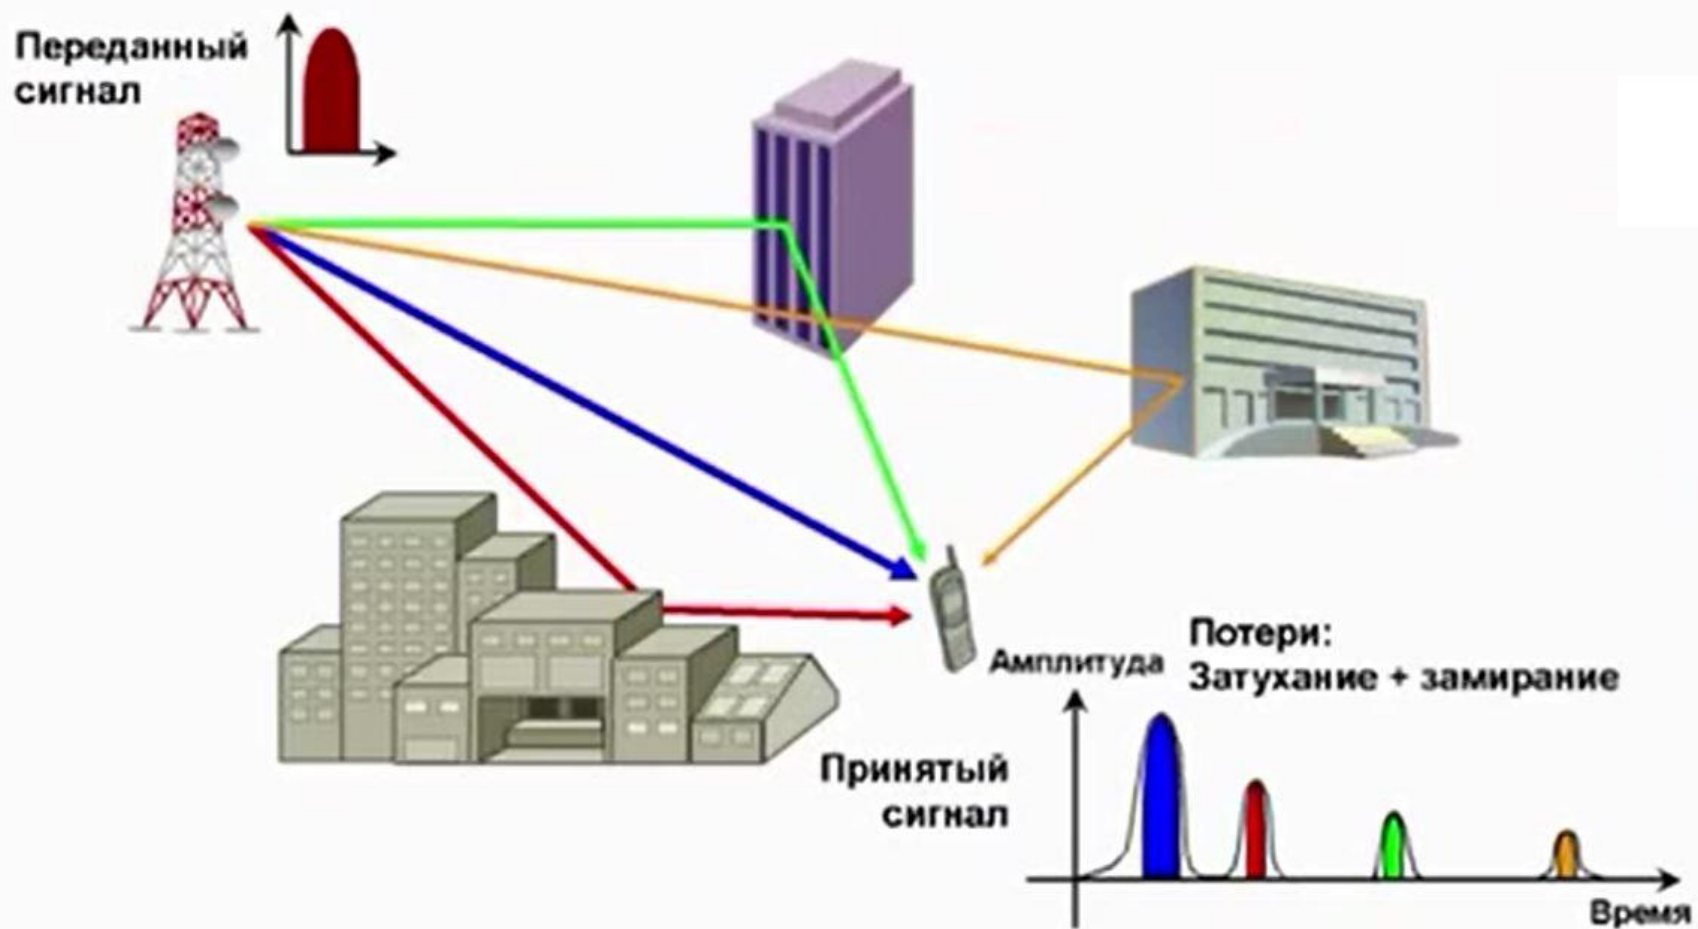 Переданный
сигнал
Амплитуда
Потери:
Затухание + замирание
Принятый
сигнал
Время